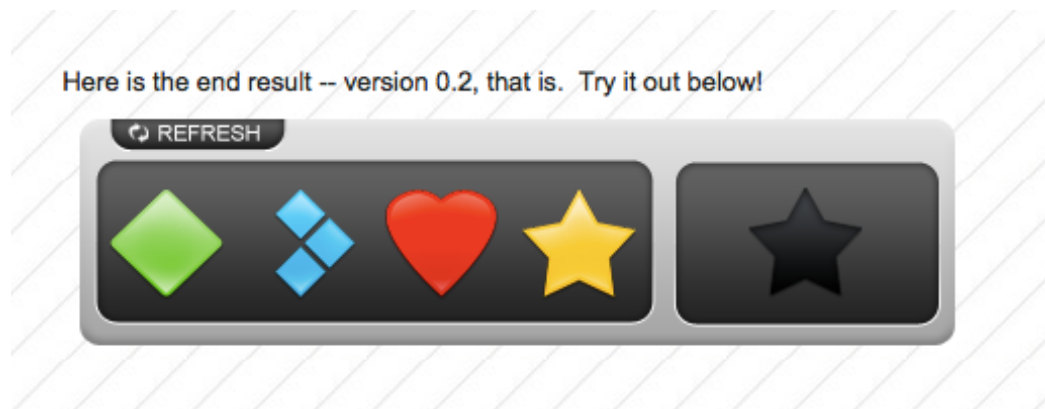 Here is the end result -- version 0.2, that is.  Try it out below!
REFRESH